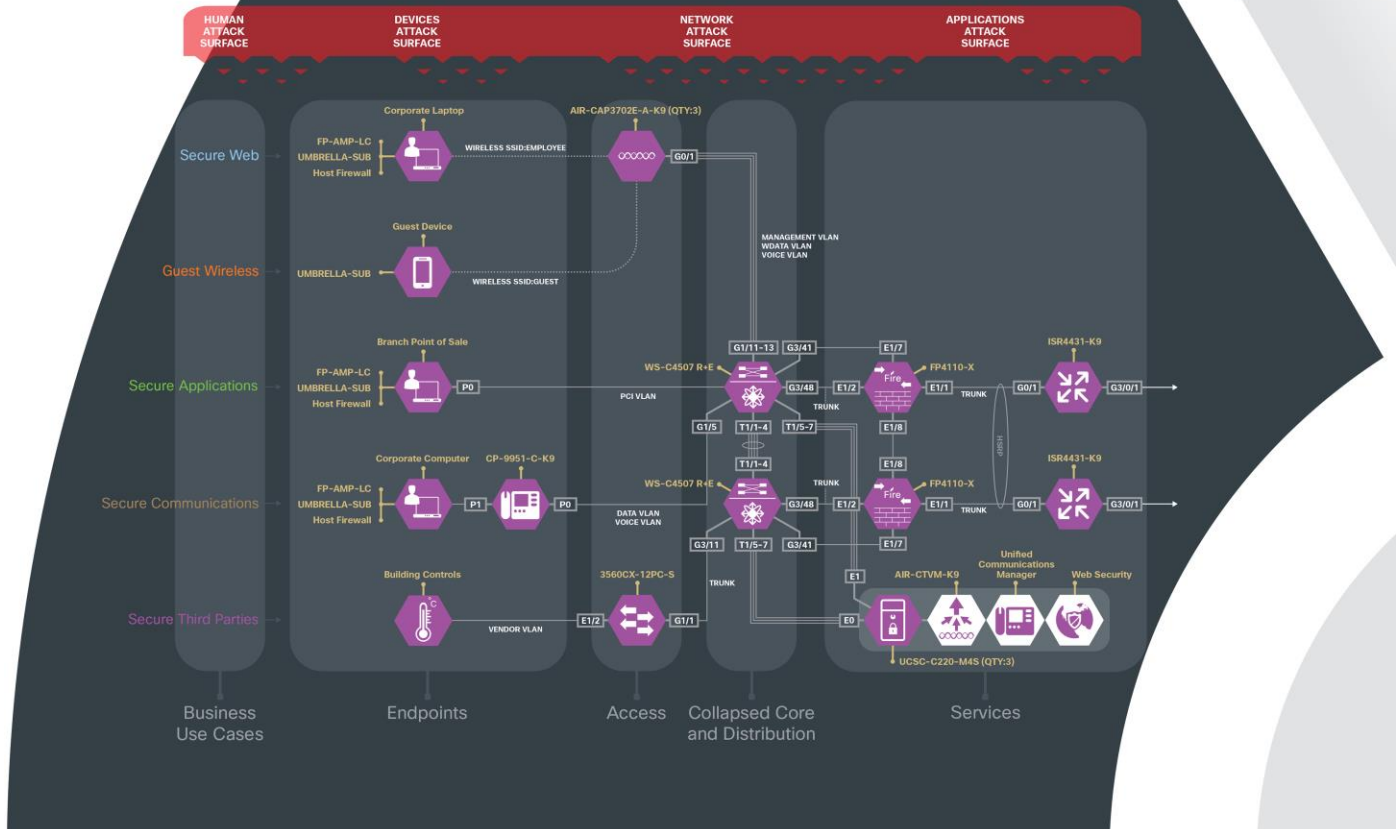 HUMAN
ATTACK
SURFACE
DEVICES
ATTACK
SURFACE
NETWORK
ATTACK
SURFACE
APPLICATIONS
ATTACK
SURFACE
Corporate Laptop
AIR-CAP3702E-A-K9 (QTY:3)
FP-AMP-LC
Secure Web
UMBRELLA-SUB
WIRELESS SSID:EMPLOYEE
G0/1
Host Firewall
Guest Device
MANAGEMENT VLAN
WDATA VLAN
VOICE VLAN
Guest Wireless
UMBRELLA-SUB
WIRELESS SSID:GUEST
Branch Point of Sale
G1/11-13
G3/41
E1/7
ISR4431-K9
FP-AMP-LC
WS-C4507 R+E
FP4110-X
Fire
Secure Applications
UMBRELLA-SUB
P0
G3/48
E1/2
E1/1
G0/1
G3/0/1
Host Firewall
PCI VLAN
TRUNK
TRUNK
G1/5
T1/1-4
T1/5-7
E1/8
HSRP
Corporate Computer
CP-9951-C-K9
T1/1-4
E1/8
ISR4431-K9
FP-AMP-LC
WS-C4507 R+E
TRUNK
FP4110-X
Fire
Secure Communications
UMBRELLA-SUB
P1
P0
G3/48
E1/2
E1/1
G0/1
G3/0/1
Host Firewall
DATA VLAN
VOICE VLAN
TRUNK
G3/11
T1/5-7
G3/41
E1/7
Building Controls
3560CX-12PC-S
TRUNK
E1
AIR-CTVM-K9
Unified
Communications
Manager
Web Security
°C
Secure Third Parties
VENDOR VLAN
E1/2
G1/1
E0
UCSC-C220-M4S (QTY:3)
Business
Use Cases
Endpoints
Access
Collapsed Core
and Distribution
Services